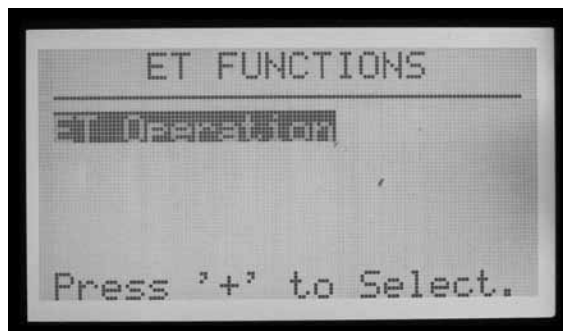 ET FUNCTIONS
ET Operation
Press '+' to Select.